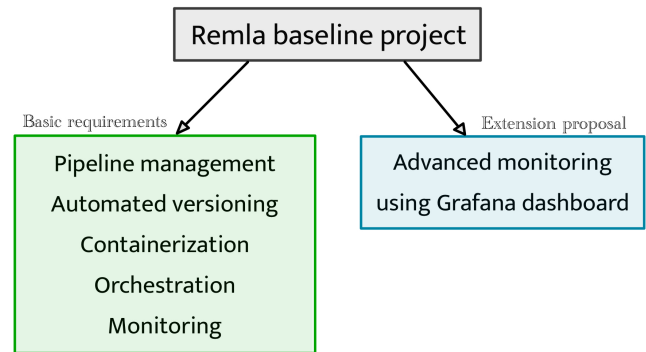 Remla baseline project
Basic requirements
Pipeline management
Automated versioning
Containerization
Orchestration
Monitoring
Extension proposal
Advanced monitoring
using Grafana dashboard